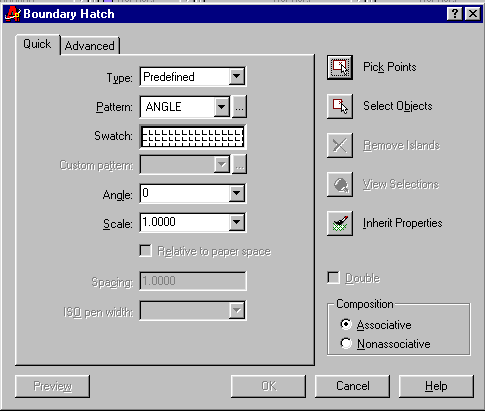 Boundary Hatch
Quick Advanced
Type: Predefined
Pattern: ANGLE ...
Swatch:
Custom pattern: ...
Angle: 0
Scale: 1.0000
Relative to paper space
Spacing: 1.0000
ISO pen width:
Pick Points
Select Objects
Remove Islands
View Selections
Inherit Properties
Double
Composition
Associative
Nonassociative
Preview OK Cancel Help